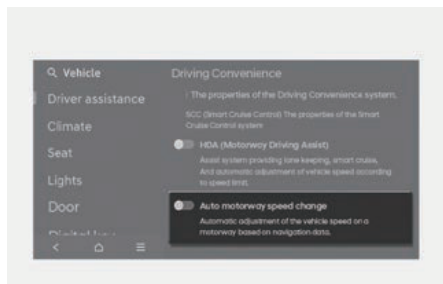 Vehicle
Driving Convenience
Driver assistance
The properties of the Driving Convenience system.
Climate
SCC (Smart Cruise Control) The properties of the Smart
Cruise Control system
Seat
HDA (Motorway Driving Assist)
Assist system providing lane keeping, smart cruise,
And automatic adjustment of vehicle speed according
to speed limit.
Lights
Door
Auto motorway speed change
Automatic adjustment of the vehicle speed on a
motorway based on navigation data.
Digital key